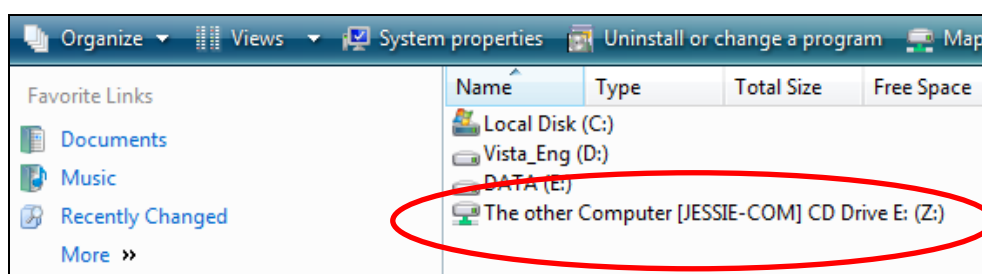 Organize Views System properties Uninstall or change a program Map
Favorite Links
Documents
Music
Recently Changed
More »
Name Type Total Size Free Space
Local Disk (C:)
Vista_Eng (D:)
DATA (E:)
The other Computer [JESSIE-COM] CD Drive E: (Z:)